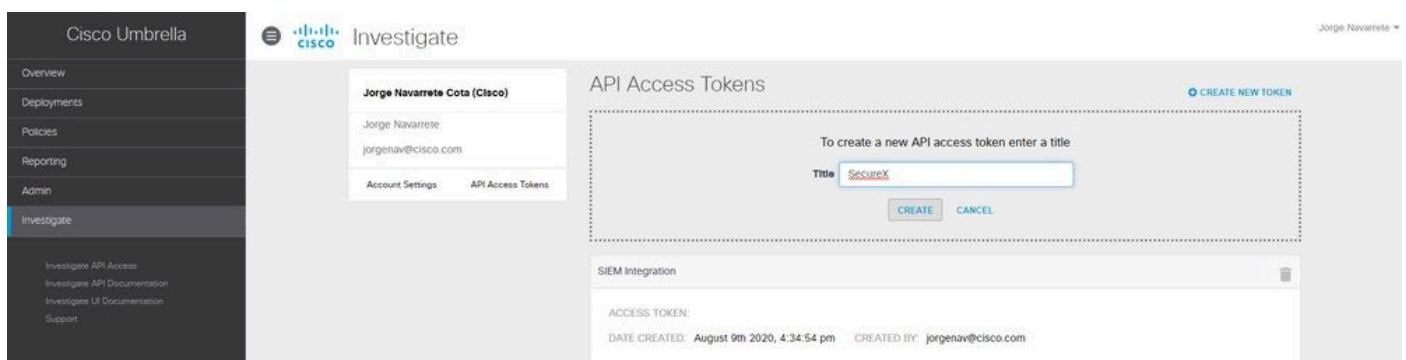 Cisco Umbrella
Overview
Deployments
Policies
Reporting
Admin
Investigate
Investigate API Access
Investigate API Documentation
Investigate UI Documentation
Support
cisco
Investigate
Jorge Navarrete
Jorge Navarrete Cota (Cisco)
Jorge Navarrete
jorgenav@cisco.com
Account Settings API Access Tokens
API Access Tokens
CREATE NEW TOKEN
To create a new API access token enter a title
Title SecureX
CREATE CANCEL
SIEM Integration
ACCESS TOKEN:
DATE CREATED: August 9th 2020, 4:34:54 pm CREATED BY: jorgenav@cisco.com